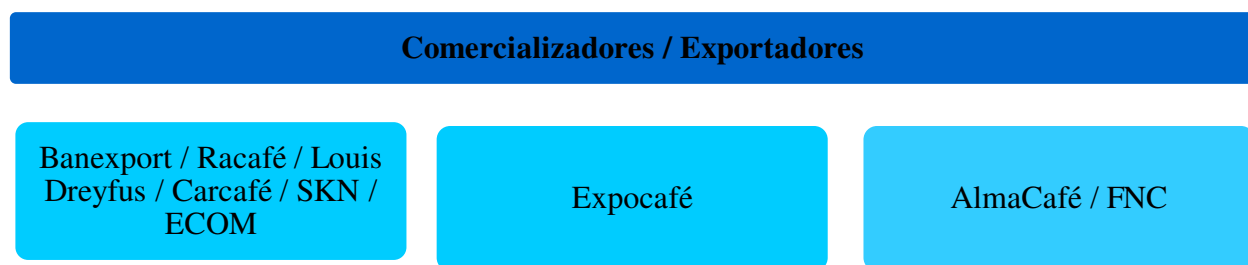 Comercializadores / Exportadores
Banexport / Racafé / Louis
Dreyfus / Carcafé / SKN /
ECOM
Expocafé
AlmaCafé / FNC